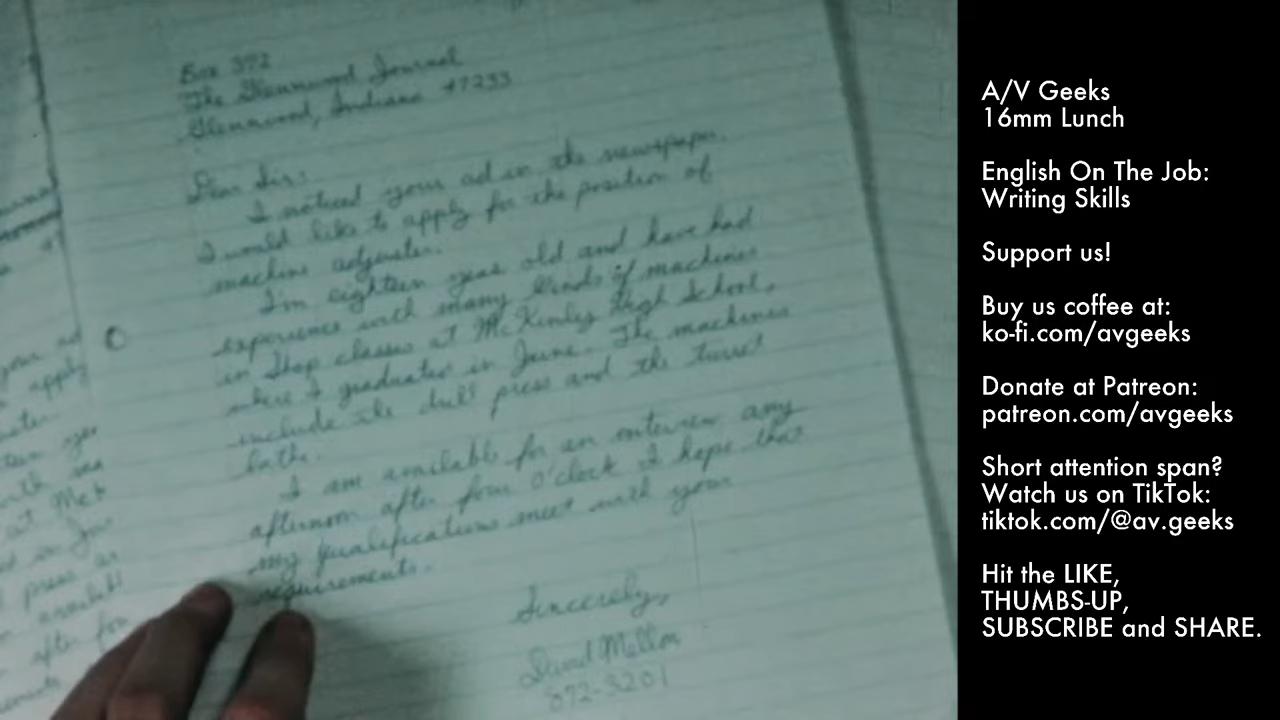 Box 372
The Glennwood Journal
Glennwood, Indiana 47233
Dear Sir:
I noticed your ad in the newspaper.
I would like to apply for the position of
machine adjuster.
I'm eighteen years old and have had
experience with many kinds of machines
in Shop classes at McKinley High School,
where I graduated in June. The machines
include the drill press and the turret
lathe.
I am available for an interview any
afternoon after four o'clock. I hope that
my qualifications meet with your
requirements.
Sincerely,
David Mellor
872-3201
A/V Geeks
16mm Lunch
English On The Job:
Writing Skills
Support us!
Buy us coffee at:
ko-fi.com/avgeeks
Donate at Patreon:
patreon.com/avgeeks
Short attention span?
Watch us on TikTok:
tiktok.com/@av.geeks
Hit the LIKE,
THUMBS-UP,
SUBSCRIBE and SHARE.